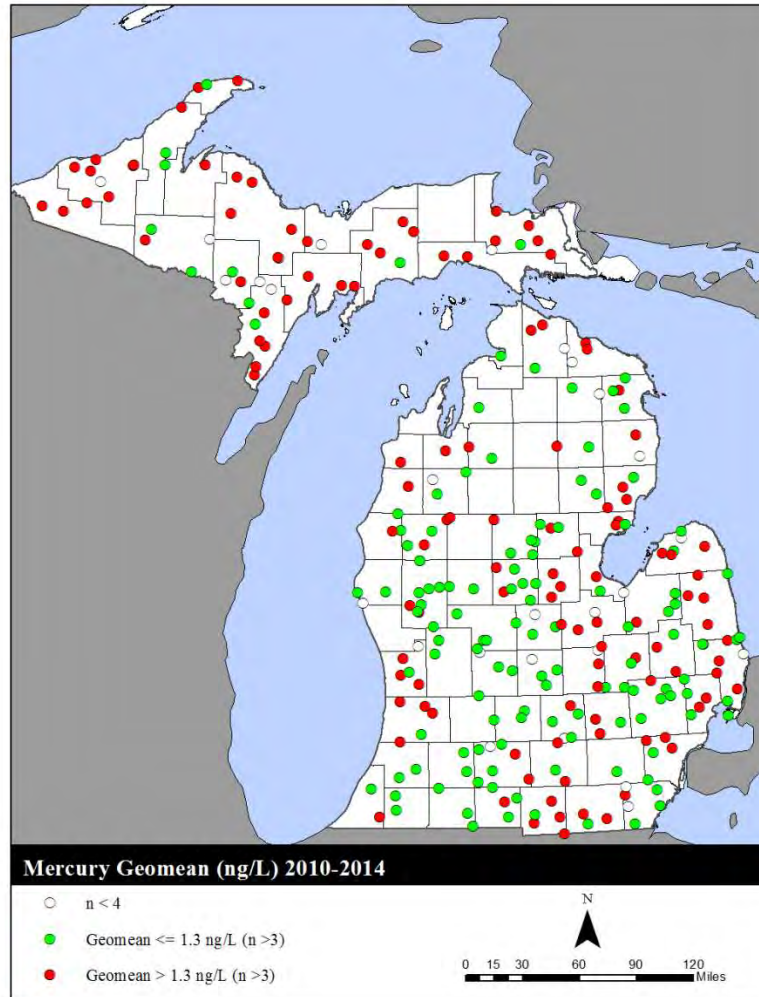 Mercury Geomean (ng/L) 2010-2014
n < 4
Geomean <= 1.3 ng/L (n >3)
Geomean > 1.3 ng/L (n >3)
N
0 15 30 60 90 120
Miles